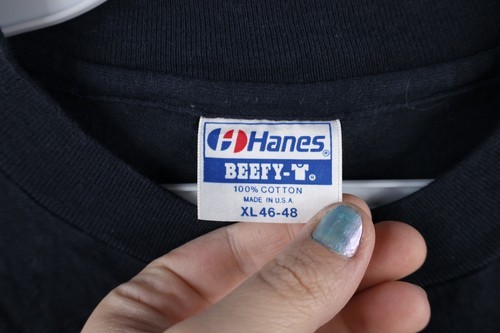 Hanes®
BEEFY-T®
100% COTTON
MADE IN U.S.A.
XL 46-48